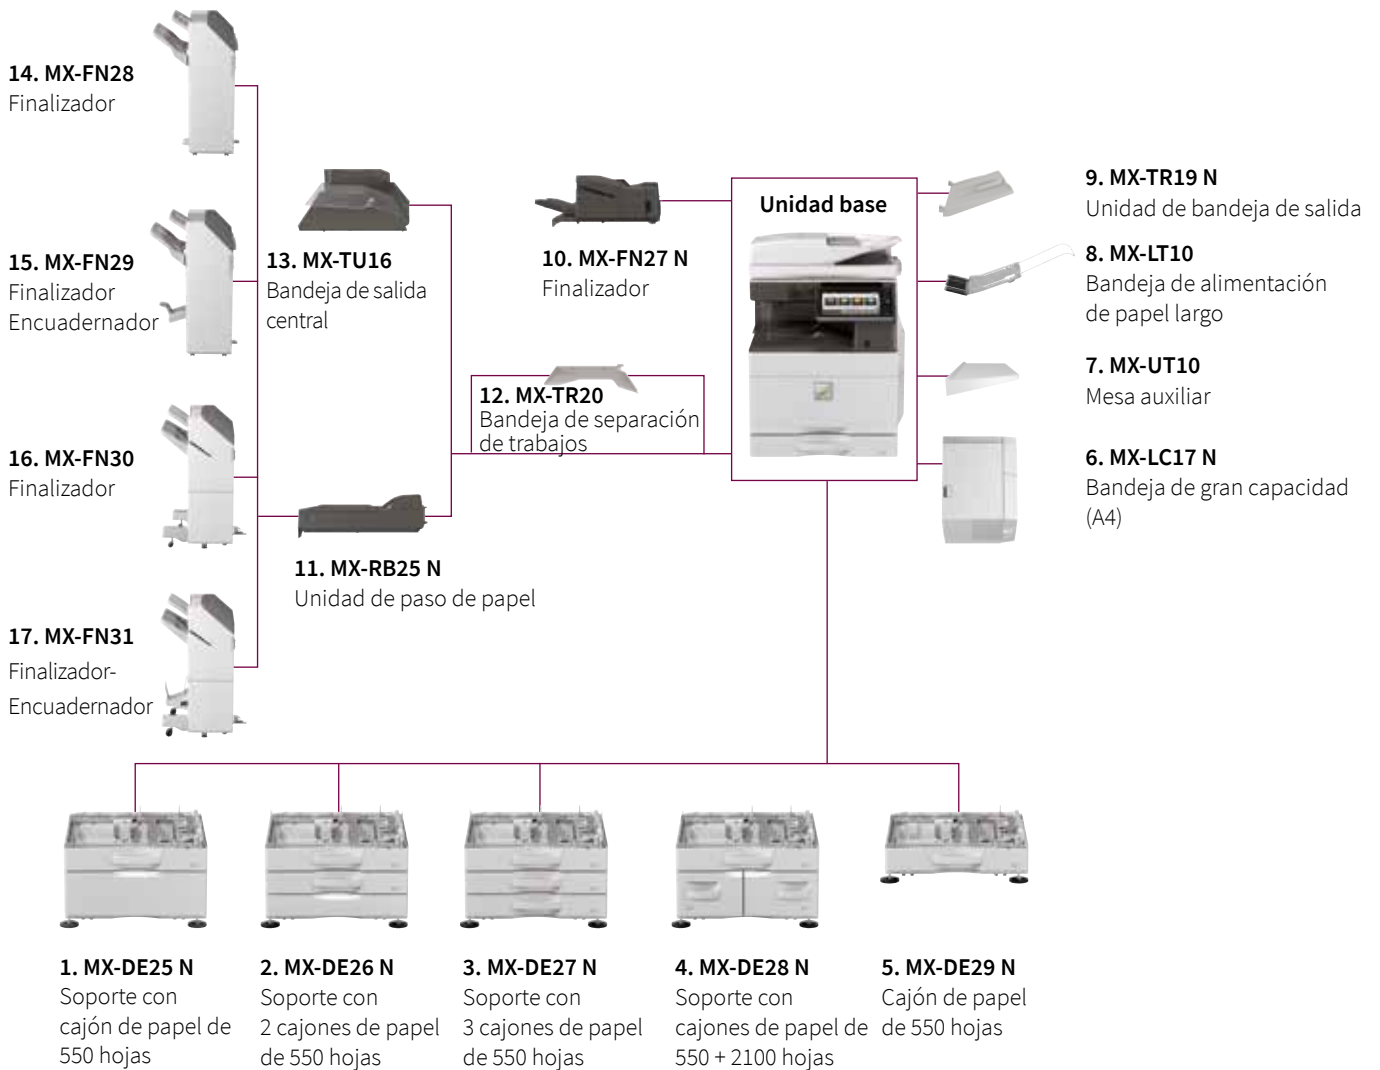 14. MX-FN28
Finalizador
15. MX-FN29
Finalizador
Encuadernador
16. MX-FN30
Finalizador
17. MX-FN31
Finalizador-
Encuadernador
13. MX-TU16
Bandeja de salida
central
11. MX-RB25 N
Unidad de paso de papel
10. MX-FN27 N
Finalizador
12. MX-TR20
Bandeja de separación
de trabajos
Unidad base
9. MX-TR19 N
Unidad de bandeja de salida
8. MX-LT10
Bandeja de alimentación
de papel largo
7. MX-UT10
Mesa auxiliar
6. MX-LC17 N
Bandeja de gran capacidad
(A4)
1. MX-DE25 N
Soporte con
cajón de papel de
550 hojas
2. MX-DE26 N
Soporte con
2 cajones de papel
de 550 hojas
3. MX-DE27 N
Soporte con
3 cajones de papel
de 550 hojas
4. MX-DE28 N
Soporte con
cajones de papel de
550 + 2100 hojas
5. MX-DE29 N
Cajón de papel
de 550 hojas